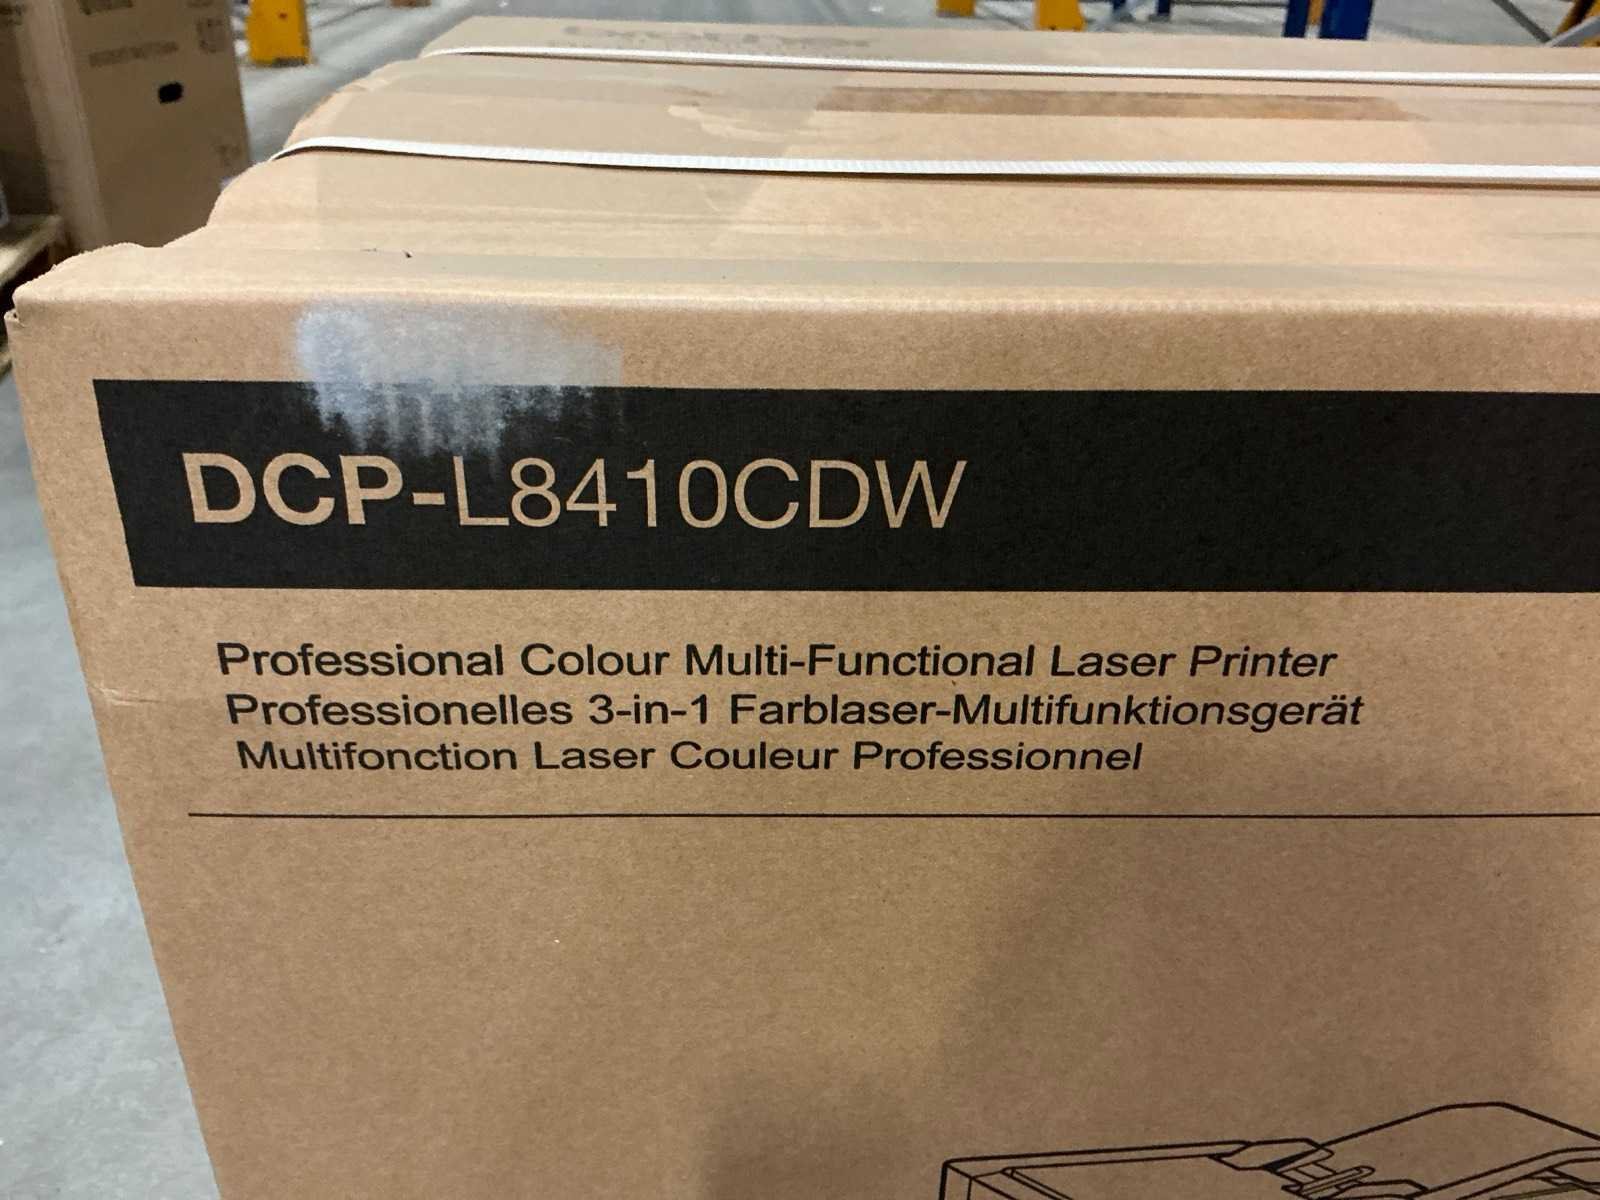 DCP-L8410CDW
Professional Colour Multi-Functional Laser Printer
Professionelles 3-in-1 Farblaser-Multifunktionsgerät
Multifonction Laser Couleur Professionnel